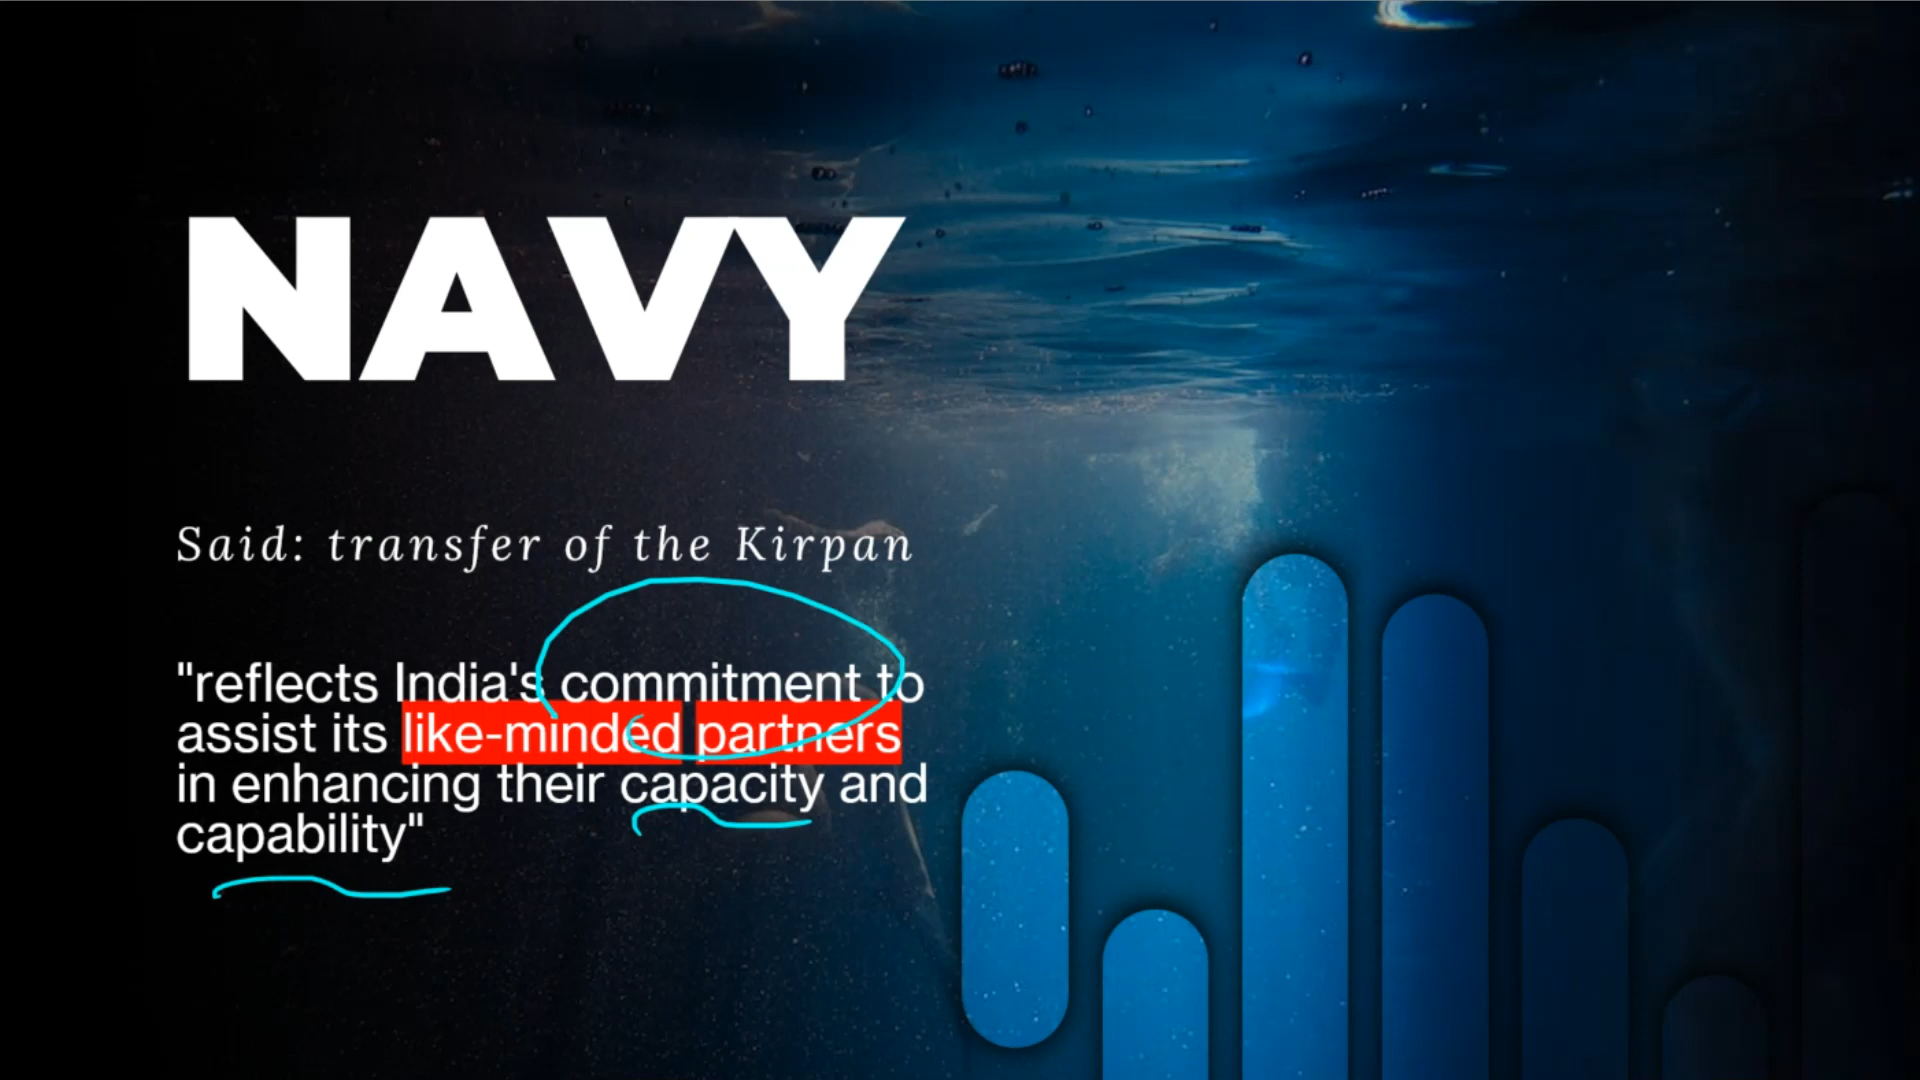 NAVY
Said: transfer of the Kirpan
"reflects India's commitment to
assist its like-minded partners
in enhancing their capacity and
capability"